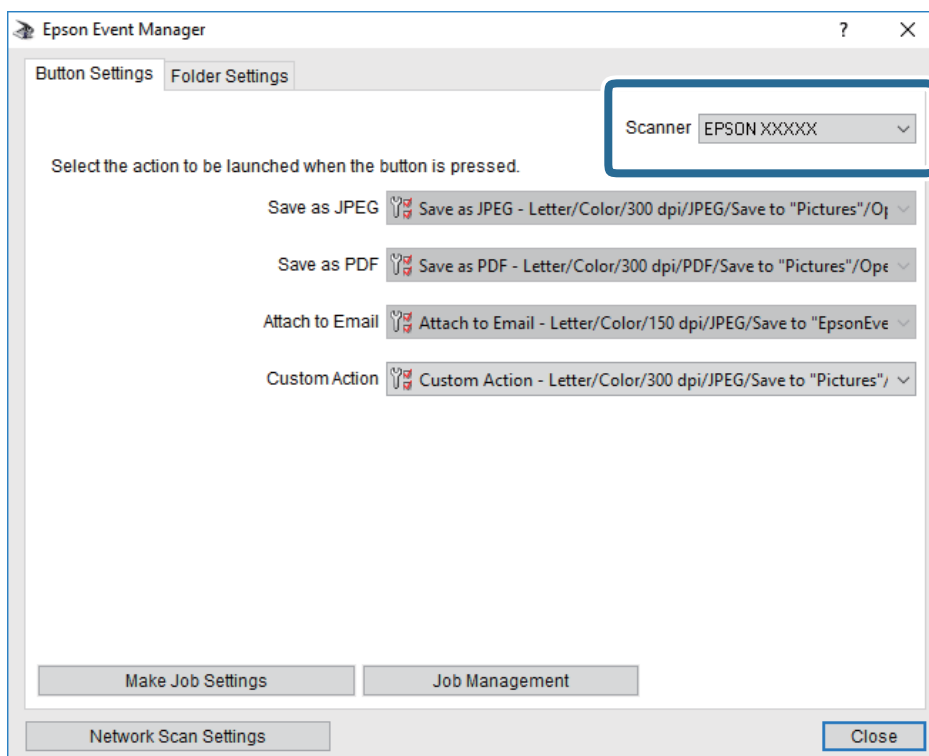 Epson Event Manager
Button Settings Folder Settings
Scanner EPSON XXXXX
Select the action to be launched when the button is pressed.
Save as JPEG Save as JPEG - Letter/Color/300 dpi/JPEG/Save to "Pictures"/Op
Save as PDF Save as PDF - Letter/Color/300 dpi/PDF/Save to "Pictures"/Ope
Attach to Email Attach to Email - Letter/Color/150 dpi/JPEG/Save to "EpsonEve
Custom Action Custom Action - Letter/Color/300 dpi/JPEG/Save to "Pictures"/
Make Job Settings Job Management
Network Scan Settings Close